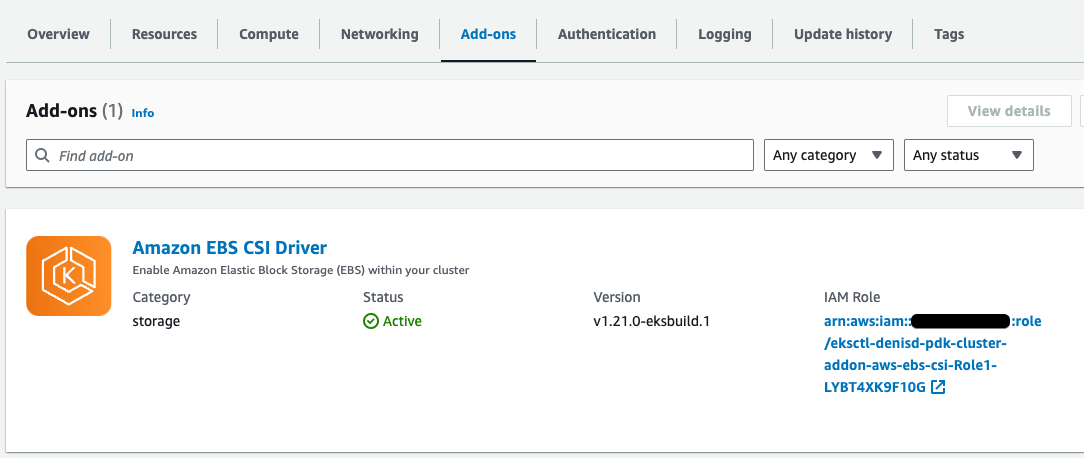 Overview Resources Compute Networking Add-ons Authentication Logging Update history Tags
Add-ons (1) Info
View details
Find add-on
Any category
Any status
K
Amazon EBS CSI Driver
Enable Amazon Elastic Block Storage (EBS) within your cluster
Category Status Version IAM Role
storage Active v1.21.0-eksbuild.1 arn:aws:iam:: :role
/eksctl-denisd-pdk-cluster-
addon-aws-ebs-csi-Role1-
LYBT4XK9F10G